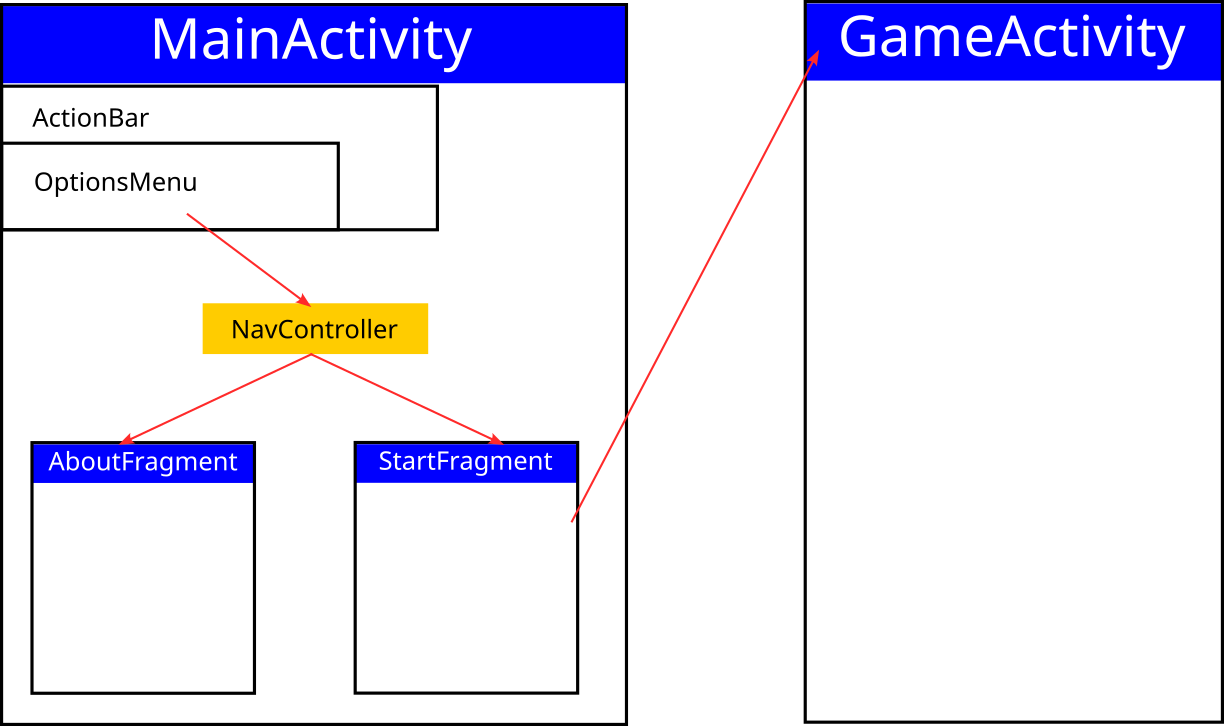 MainActivity
GameActivity
ActionBar
OptionsMenu
NavController
AboutFragment
StartFragment